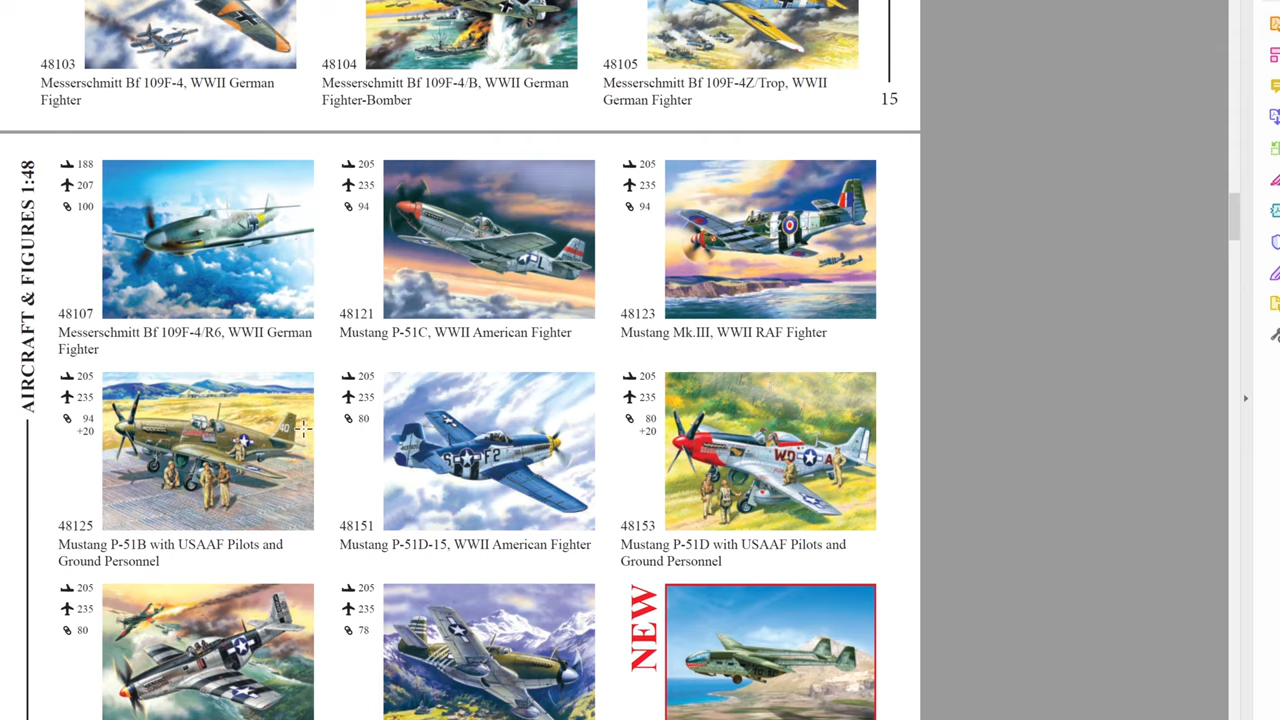 48103
Messerschmitt Bf 109F-4, WWII German
Fighter
48104
Messerschmitt Bf 109F-4/B, WWII German
Fighter-Bomber
48105
Messerschmitt Bf 109F-4Z/Trop, WWII
German Fighter
15
AIRCRAFT & FIGURES 1:48
188
207
100
48107
Messerschmitt Bf 109F-4/R6, WWII German
Fighter
205
235
94
48121
Mustang P-51C, WWII American Fighter
205
235
94
48123
Mustang Mk.III, WWII RAF Fighter
205
235
94
+20
40
48125
Mustang P-51B with USAAF Pilots and
Ground Personnel
205
235
80
F2
48151
Mustang P-51D-15, WWII American Fighter
205
235
80
+20
WD A
48153
Mustang P-51D with USAAF Pilots and
Ground Personnel
205
235
80
205
235
78
NEW